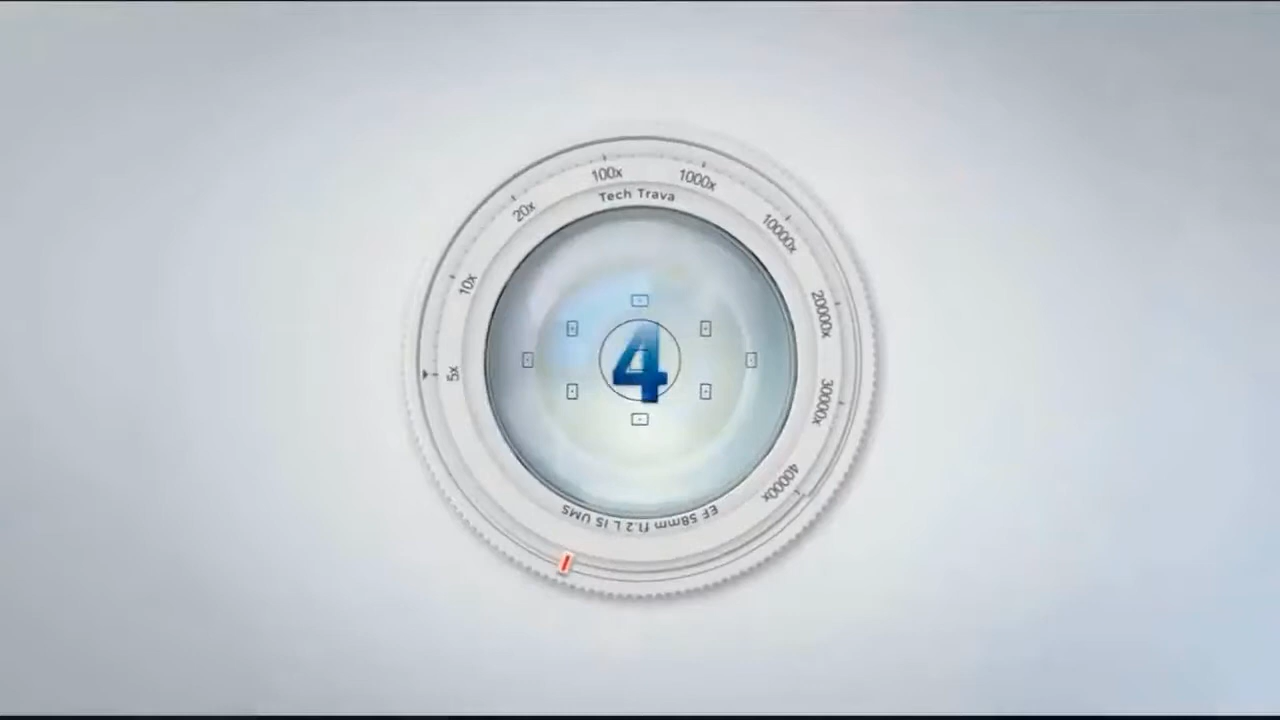 100x
1000x
20x
Tech Trava
10000x
10x
20000x
4
5x
30000x
40000x
EF 58mm f1.2 L IS UMS